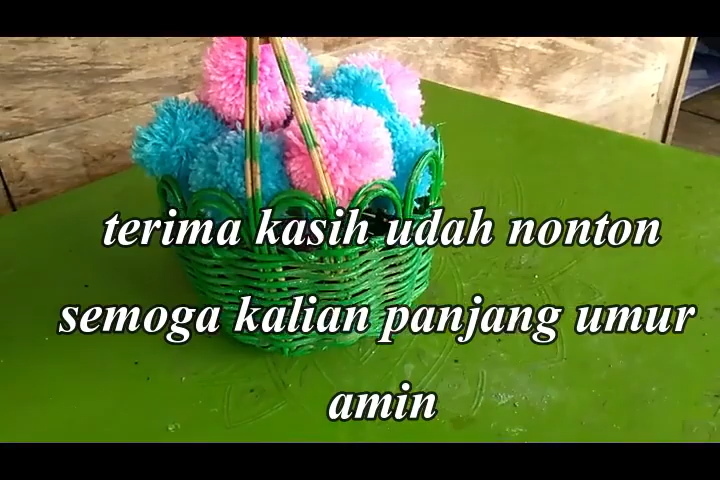 terima kasih udah nonton
semoga kalian panjang umur
amin